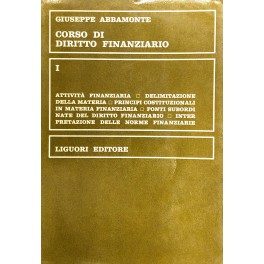 GIUSEPPE ABBAMONTE
CORSO DI
DIRITTO FINANZIARIO
I
ATTIVITÀ FINANZIARIA □ DELIMITAZIONE
DELLA MATERIA □ PRINCIPI COSTITUZIONALI
IN MATERIA FINANZIARIA □ FONTI SUBORDI
NATE DEL DIRITTO FINANZIARIO □ INTER
PRETAZIONE DELLE NORME FINANZIARIE
LIGUORI EDITORE